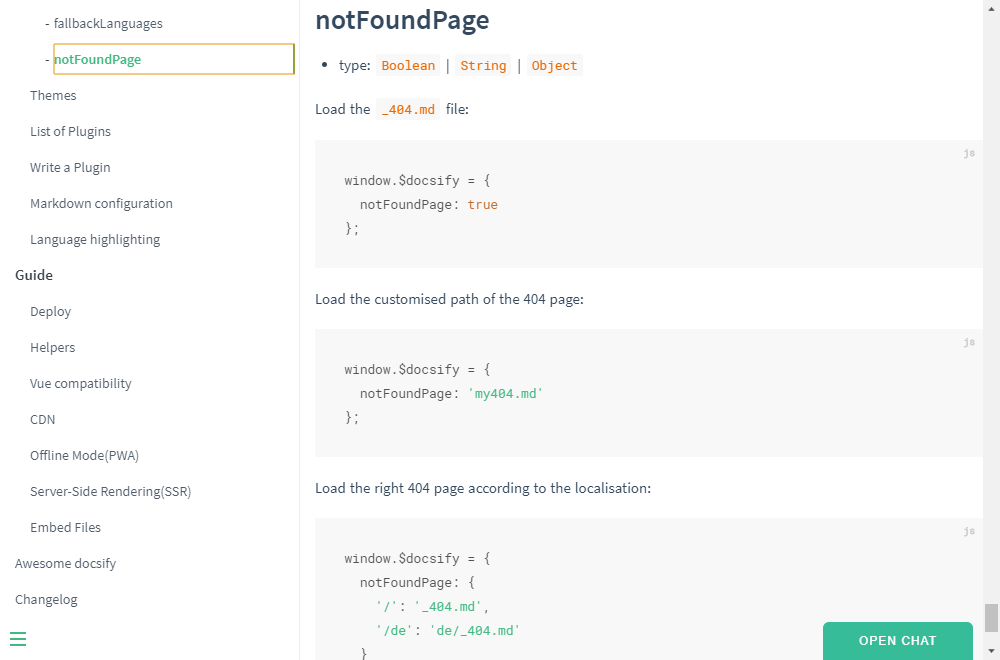 - fallbackLanguages
- notFoundPage
Themes
List of Plugins
Write a Plugin
Markdown configuration
Language highlighting
Guide
Deploy
Helpers
Vue compatibility
CDN
Offline Mode(PWA)
Server-Side Rendering(SSR)
Embed Files
Awesome docsify
Changelog
notFoundPage
• type: Boolean | String | Object
Load the _404.md file:
js
window.$docsify = {
  notFoundPage: true
};
Load the customised path of the 404 page:
js
window.$docsify = {
  notFoundPage: 'my404.md'
};
Load the right 404 page according to the localisation:
js
window.$docsify = {
  notFoundPage: {
    '/': '_404.md',
    '/de': 'de/_404.md'
  }
OPEN CHAT